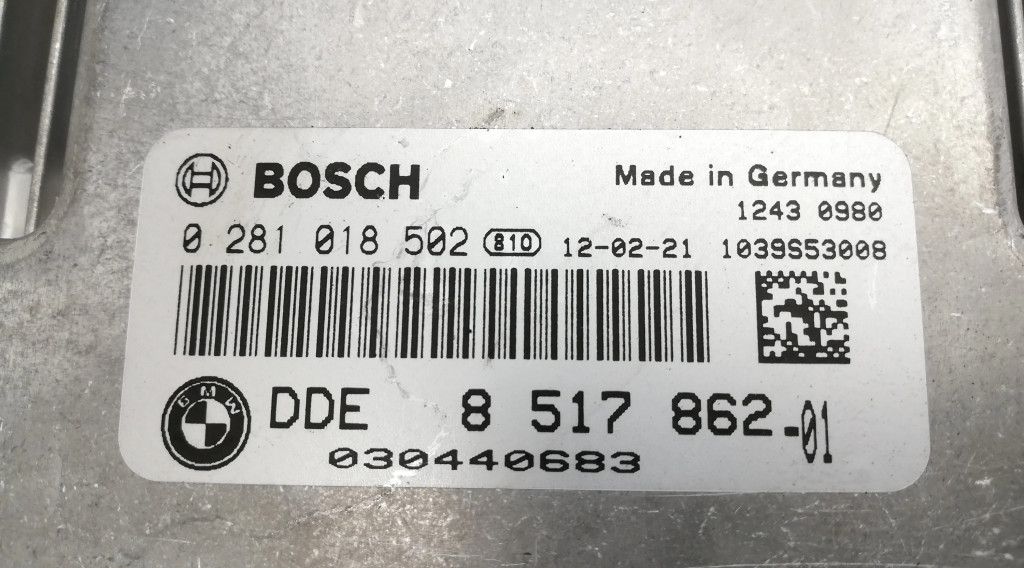 BOSCH Made in Germany
1243 0980
0 281 018 502 810 12-02-21 1039S53008
BMW DDE 8 517 862-01
030440683